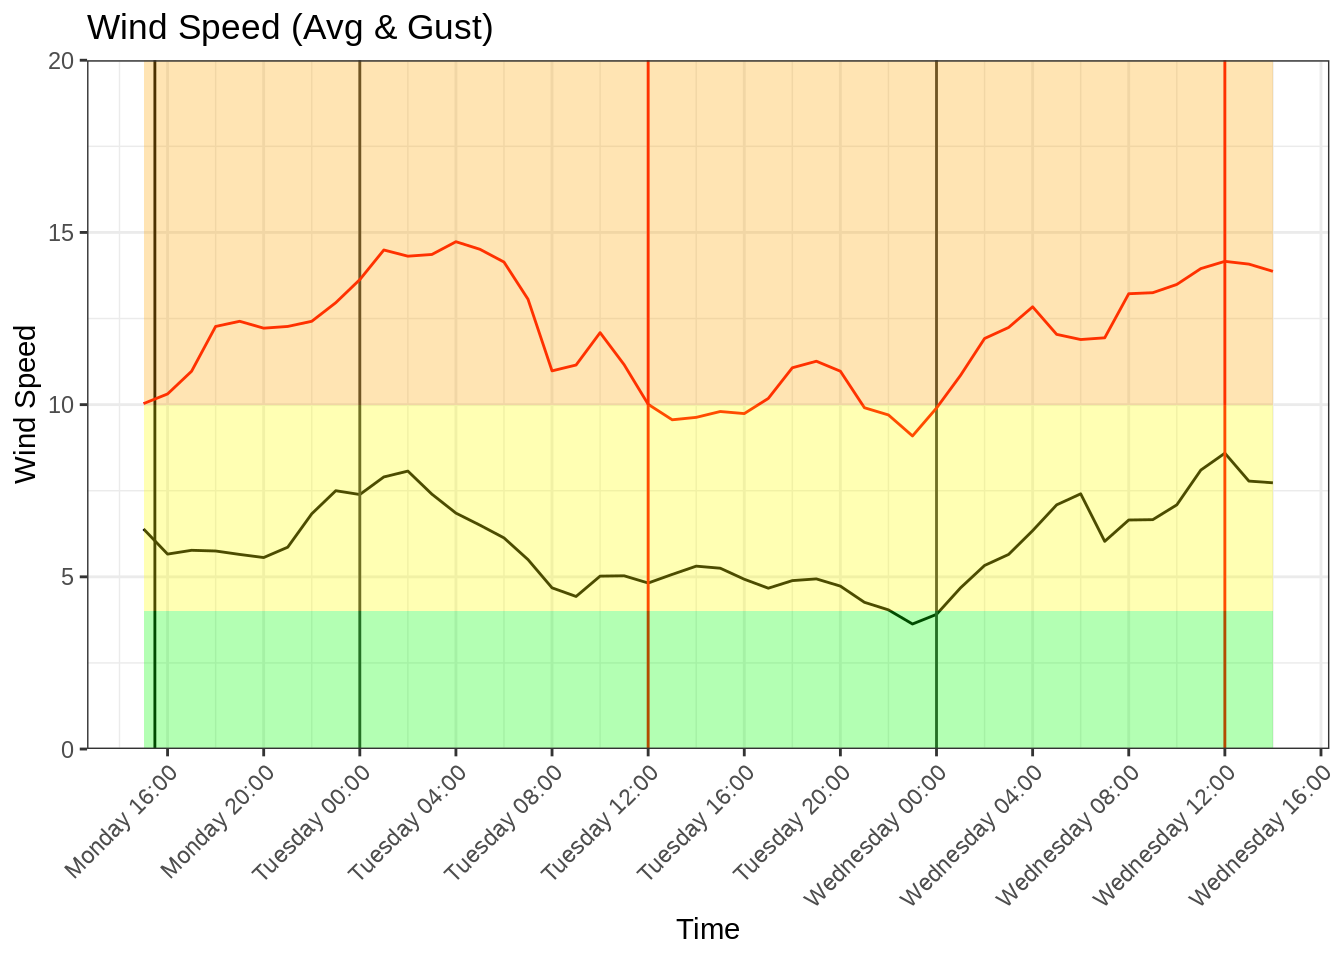 Wind Speed (Avg & Gust)
Wind Speed
20
15
10
5
0
Monday 16:00
Monday 20:00
Tuesday 00:00
Tuesday 04:00
Tuesday 08:00
Tuesday 12:00
Tuesday 16:00
Tuesday 20:00
Wednesday 00:00
Wednesday 04:00
Wednesday 08:00
Wednesday 12:00
Wednesday 16:00
Time